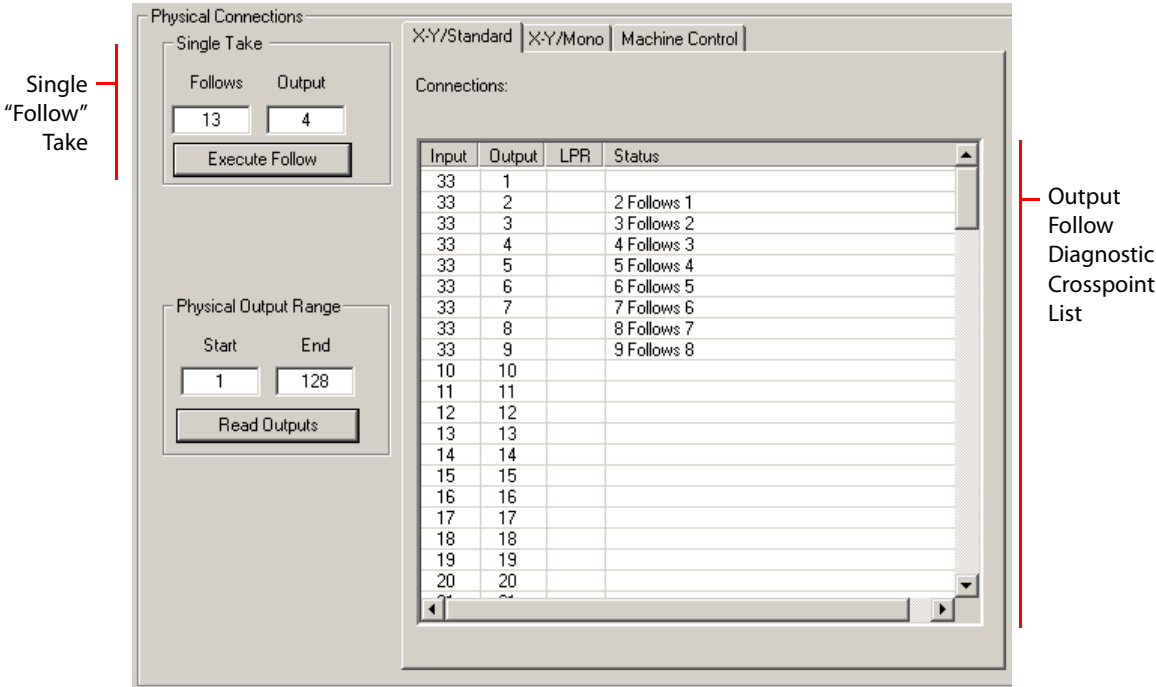 Physical Connections
Single Take
Follows Output
13 4
Execute Follow
Single
“Follow”
Take
Physical Output Range
Start End
1 128
Read Outputs
X-Y/Standard X-Y/Mono Machine Control
Connections:
Input Output LPR Status
33 1
33 2 2 Follows 1
33 3 3 Follows 2
33 4 4 Follows 3
33 5 5 Follows 4
33 6 6 Follows 5
33 7 7 Follows 6
33 8 8 Follows 7
33 9 9 Follows 8
10 10
11 11
12 12
13 13
14 14
15 15
16 16
17 17
18 18
19 19
20 20
Output
Follow
Diagnostic
Crosspoint
List